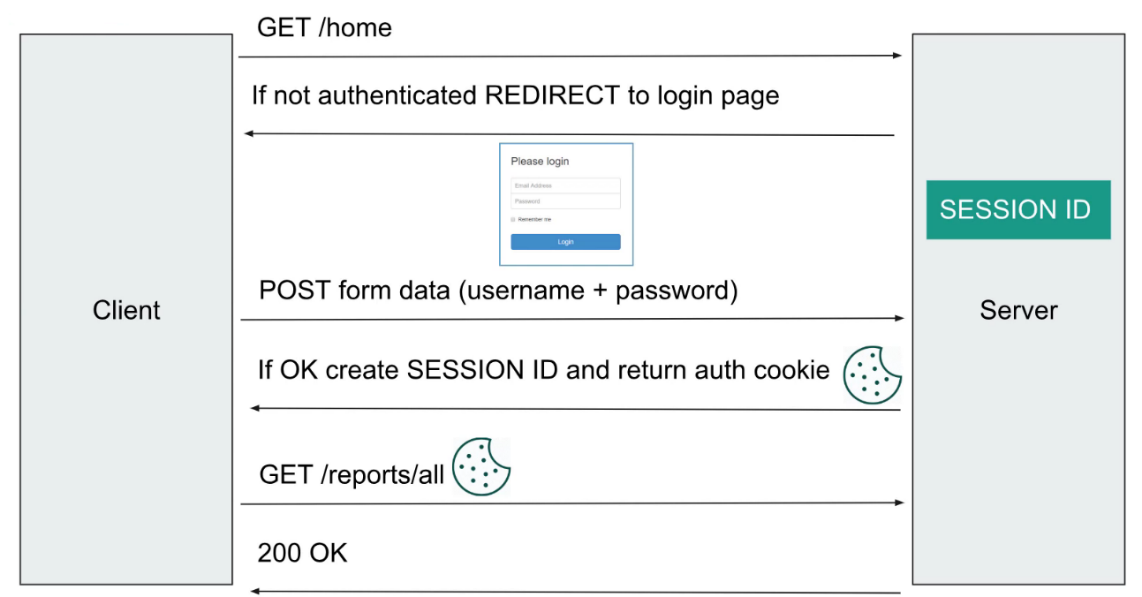 GET /home
If not authenticated REDIRECT to login page
Please login
Email Address
Password
Remember me
Login
SESSION ID
POST form data (username + password)
Client
Server
If OK create SESSION ID and return auth cookie
GET /reports/all
200 OK